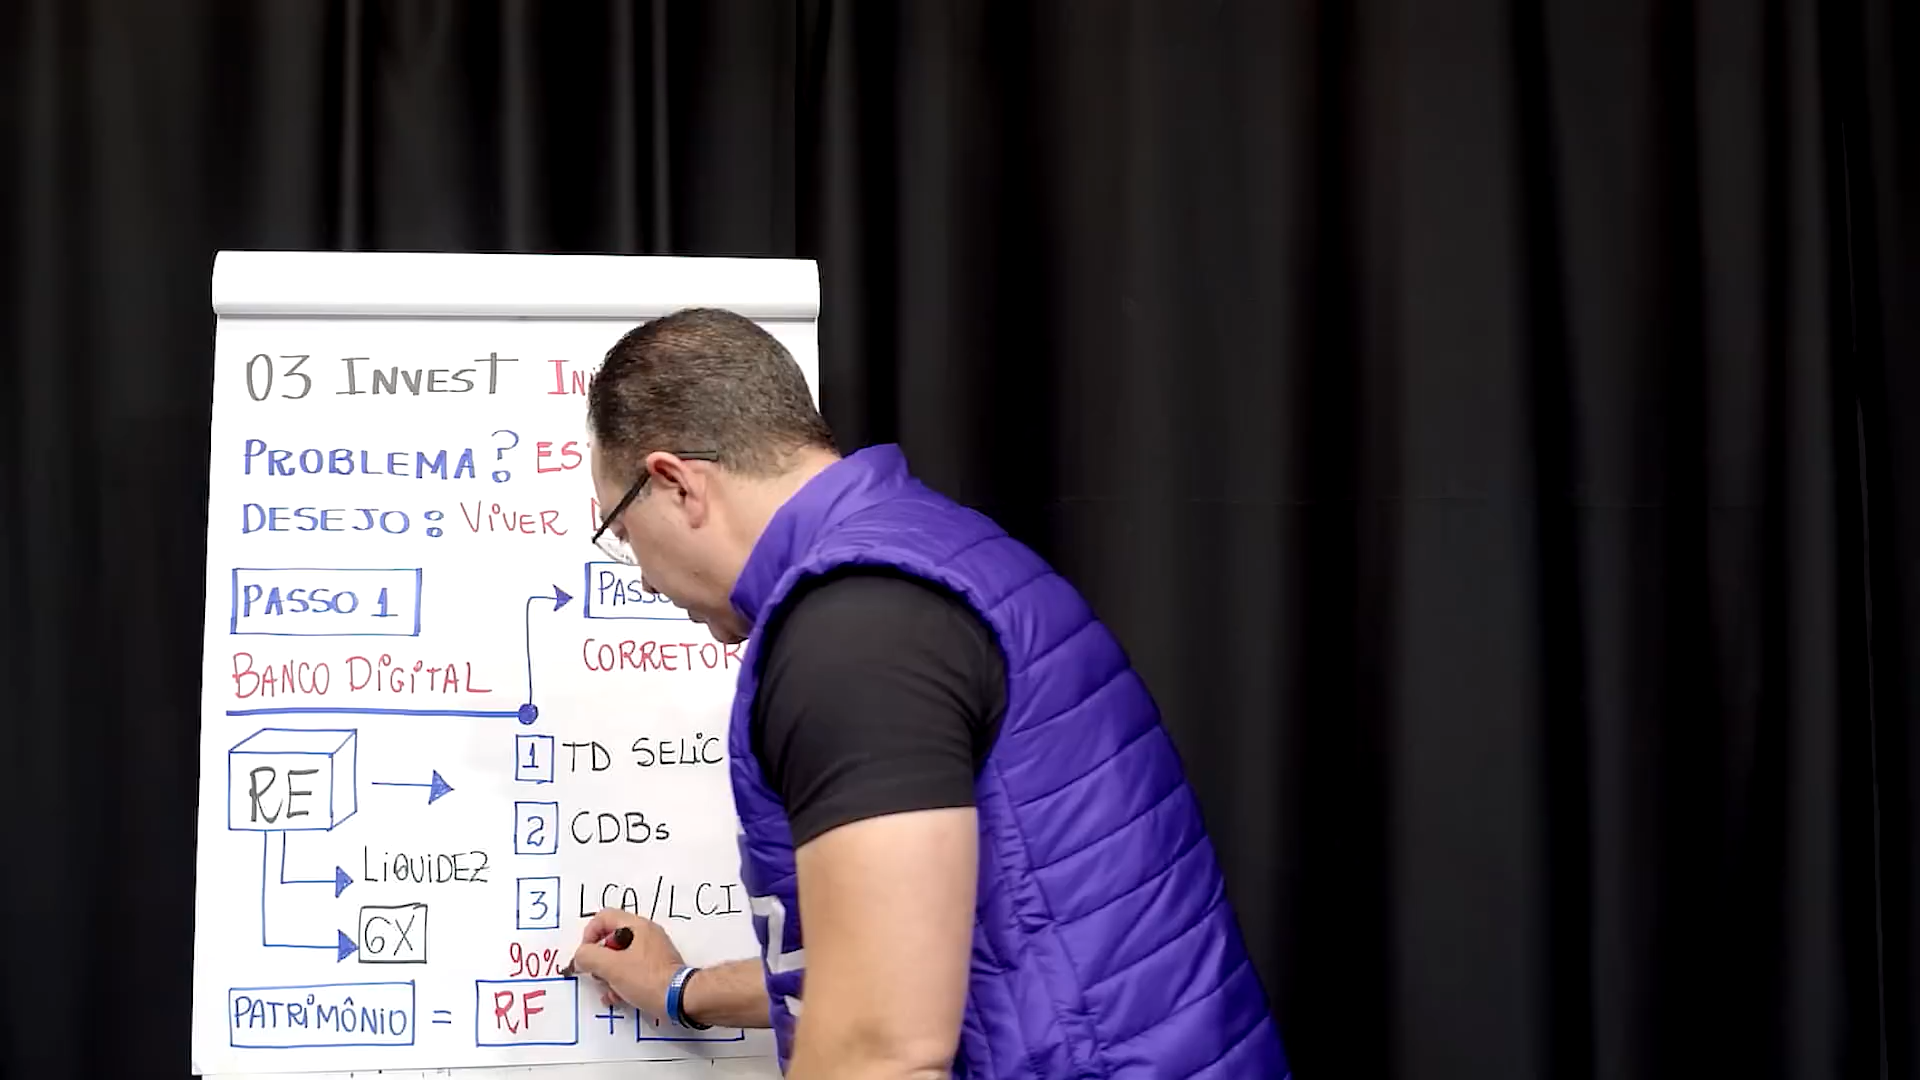 03 INVEST
PROBLEMA?
DESEJO: VIVER
PASSO 1
BANCO DIGITAL
RE
LIQUIDEZ
6X
1 TD SELIC
2 CDBs
3 LCA/LCI
90%
PATRIMÔNIO = RF +